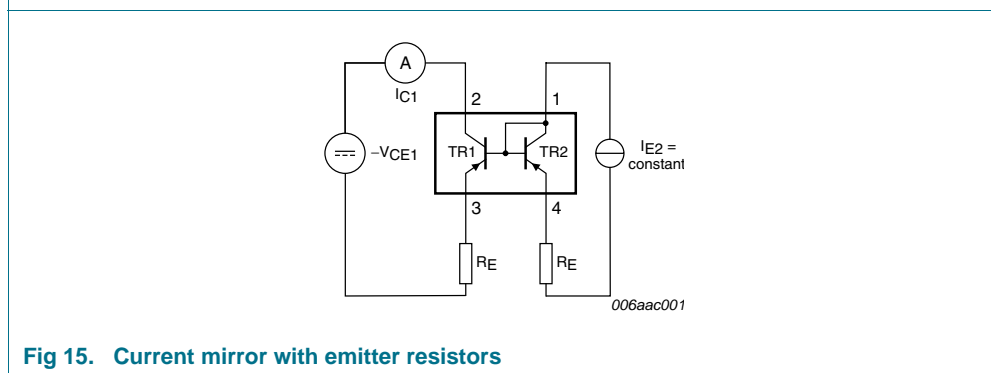 A
IC1
2
1
–VCE1
TR1
TR2
IE2 =
constant
3
4
RE
RE
006aac001
Fig 15. Current mirror with emitter resistors